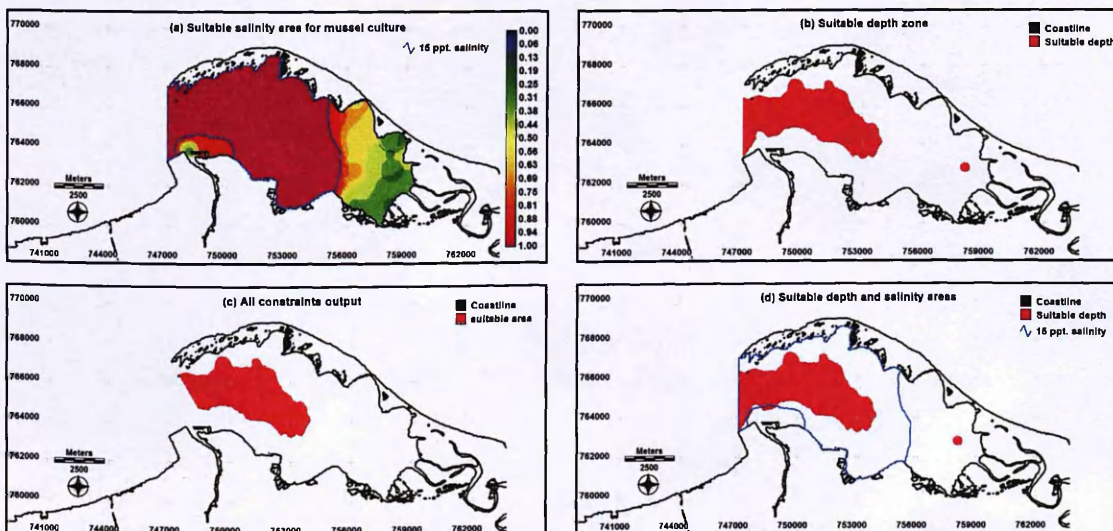 (a) Suitable salinity area for mussel culture
15 ppt. salinity
770000
768000
766000
764000
762000
760000
Meters
2500
741000 744000 747000 750000 753000 756000 759000 762000
0.00
0.06
0.13
0.19
0.25
0.31
0.38
0.44
0.50
0.56
0.63
0.69
0.75
0.81
0.88
0.94
1.00
(b) Suitable depth zone
Coastline
Suitable depth
770000
768000
766000
764000
762000
760000
Meters
2500
741000 744000 747000 750000 753000 756000 759000 762000
(c) All constraints output
Coastline
suitable area
770000
768000
766000
764000
762000
760000
Meters
2500
741000 744000 747000 750000 753000 756000 759000 762000
(d) Suitable depth and salinity areas
Coastline
Suitable depth
15 ppt. salinity
770000
768000
766000
764000
762000
760000
Meters
2500
741000 744000 747000 750000 753000 756000 759000 762000